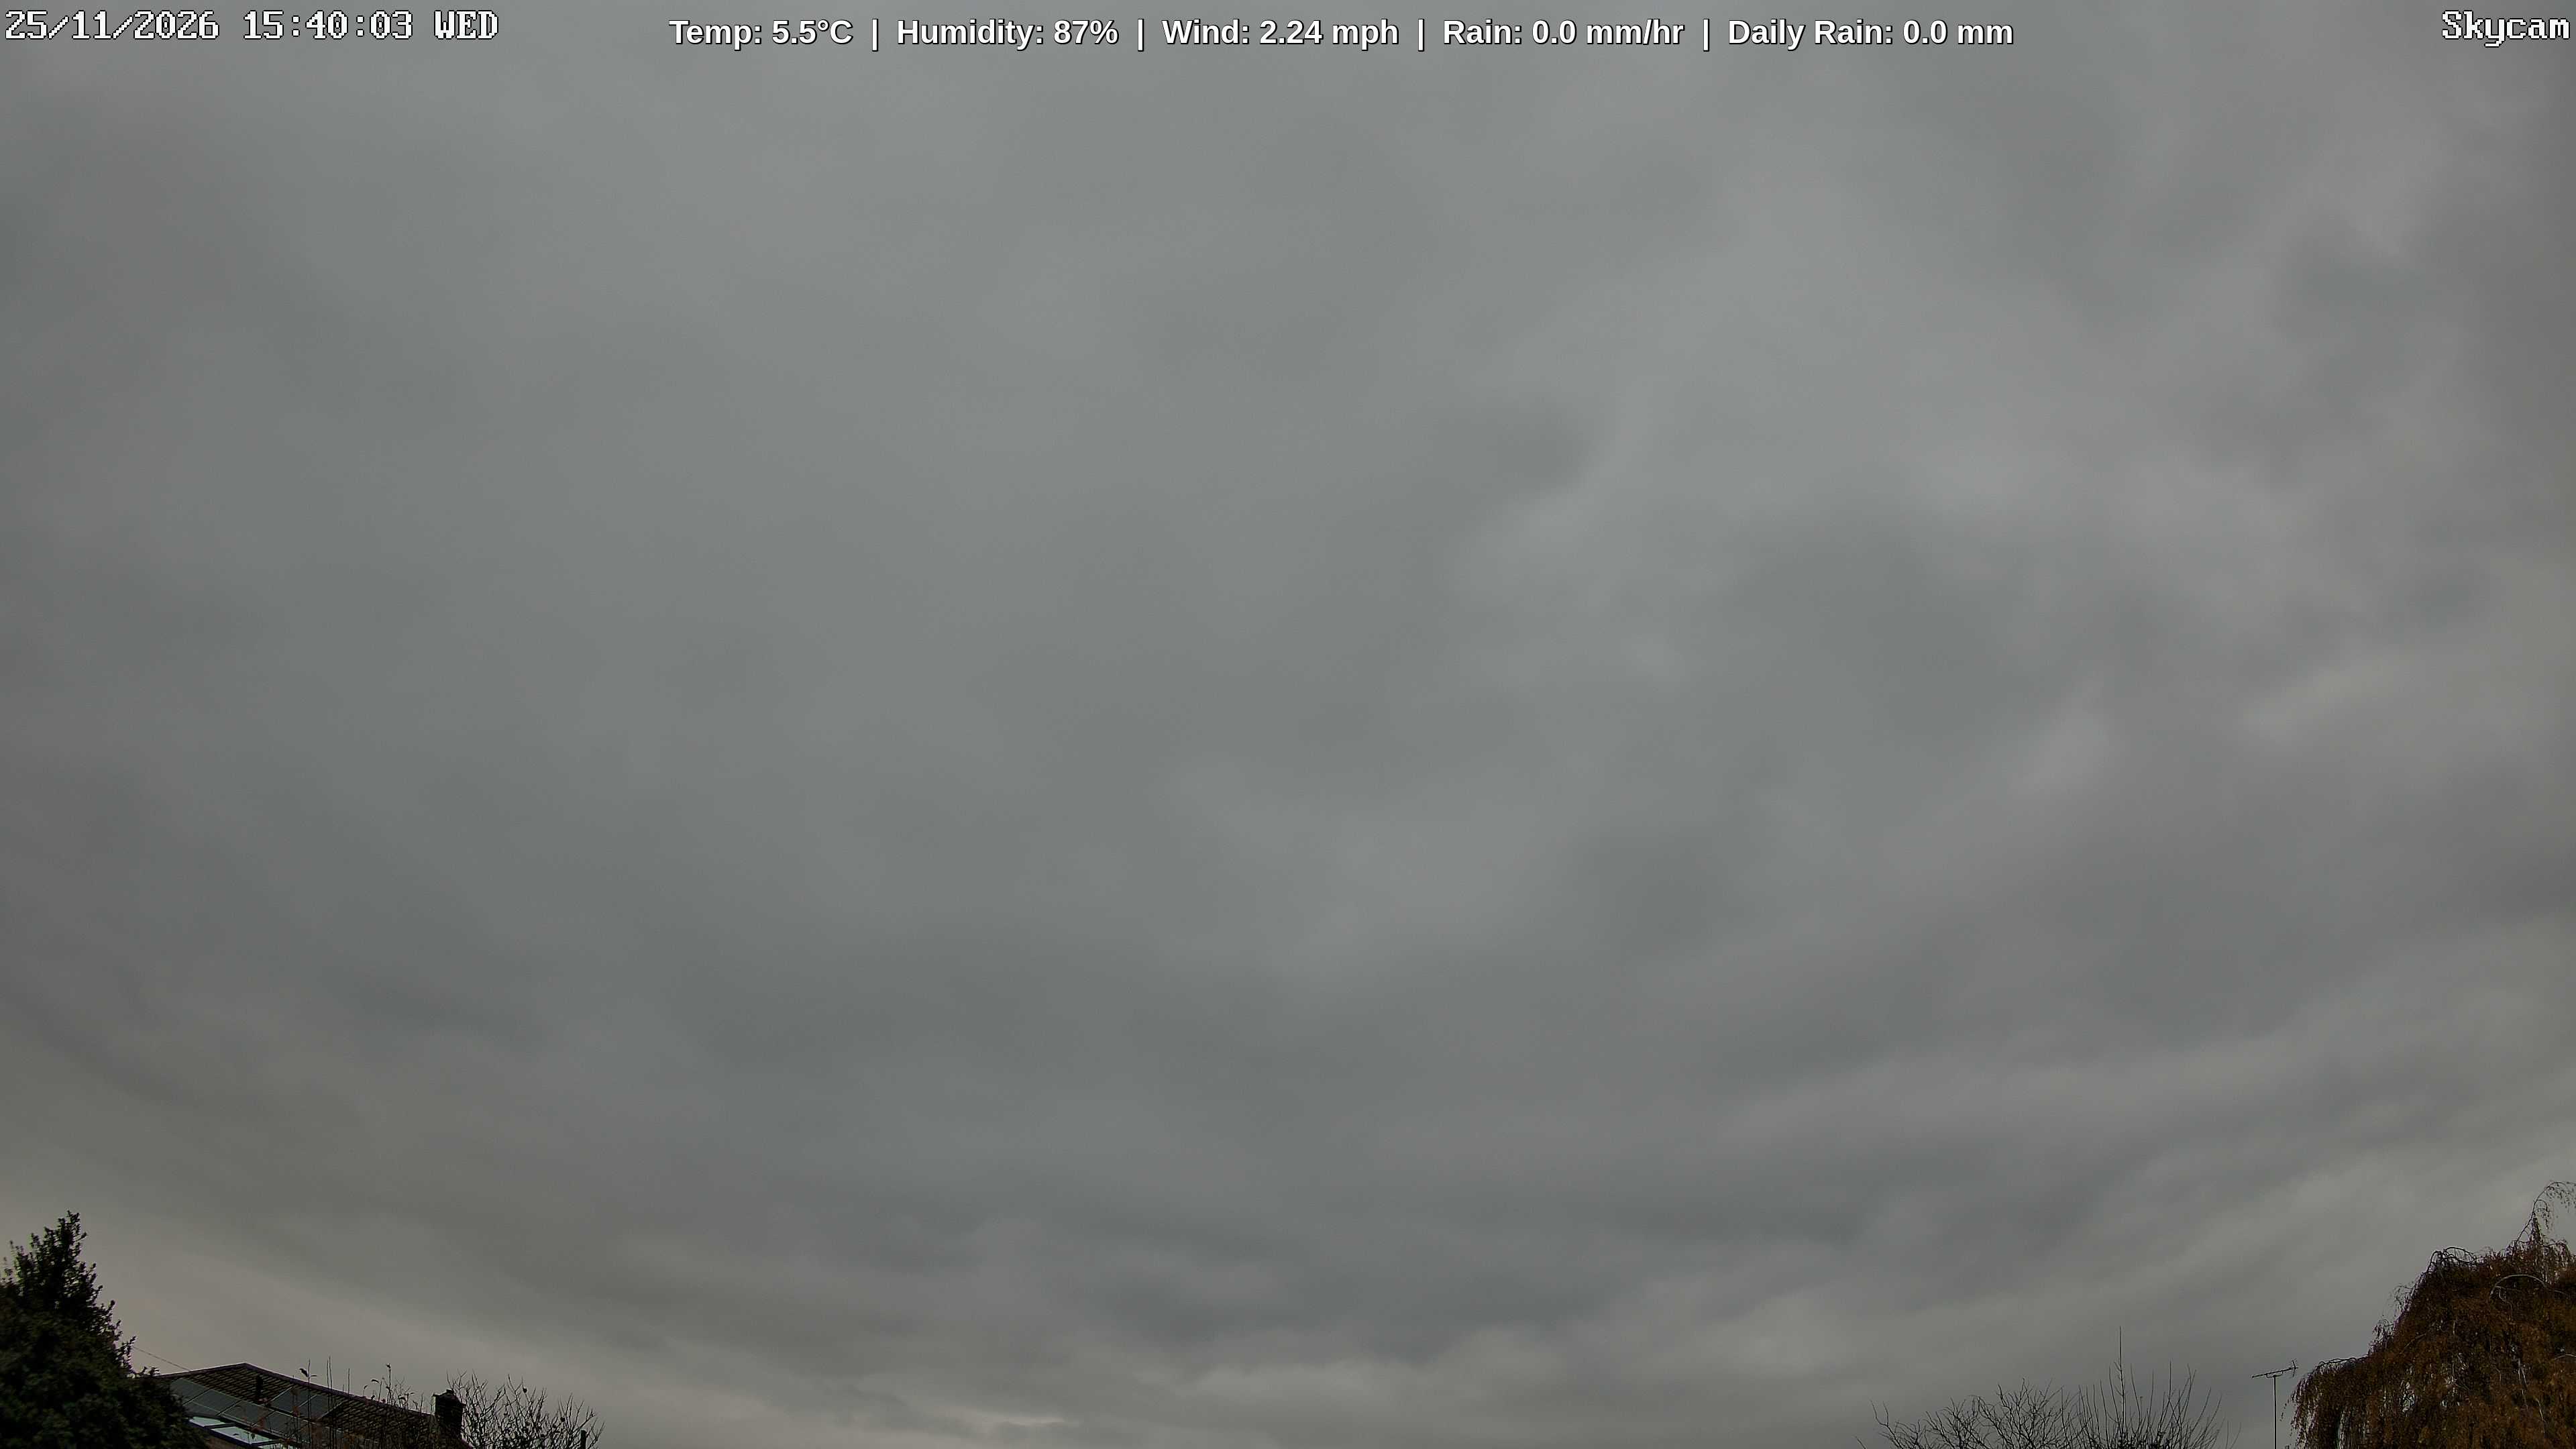 25/11/2026 15:40:03 WED
Temp: 5.5°C | Humidity: 87% | Wind: 2.24 mph | Rain: 0.0 mm/hr | Daily Rain: 0.0 mm
Skycam